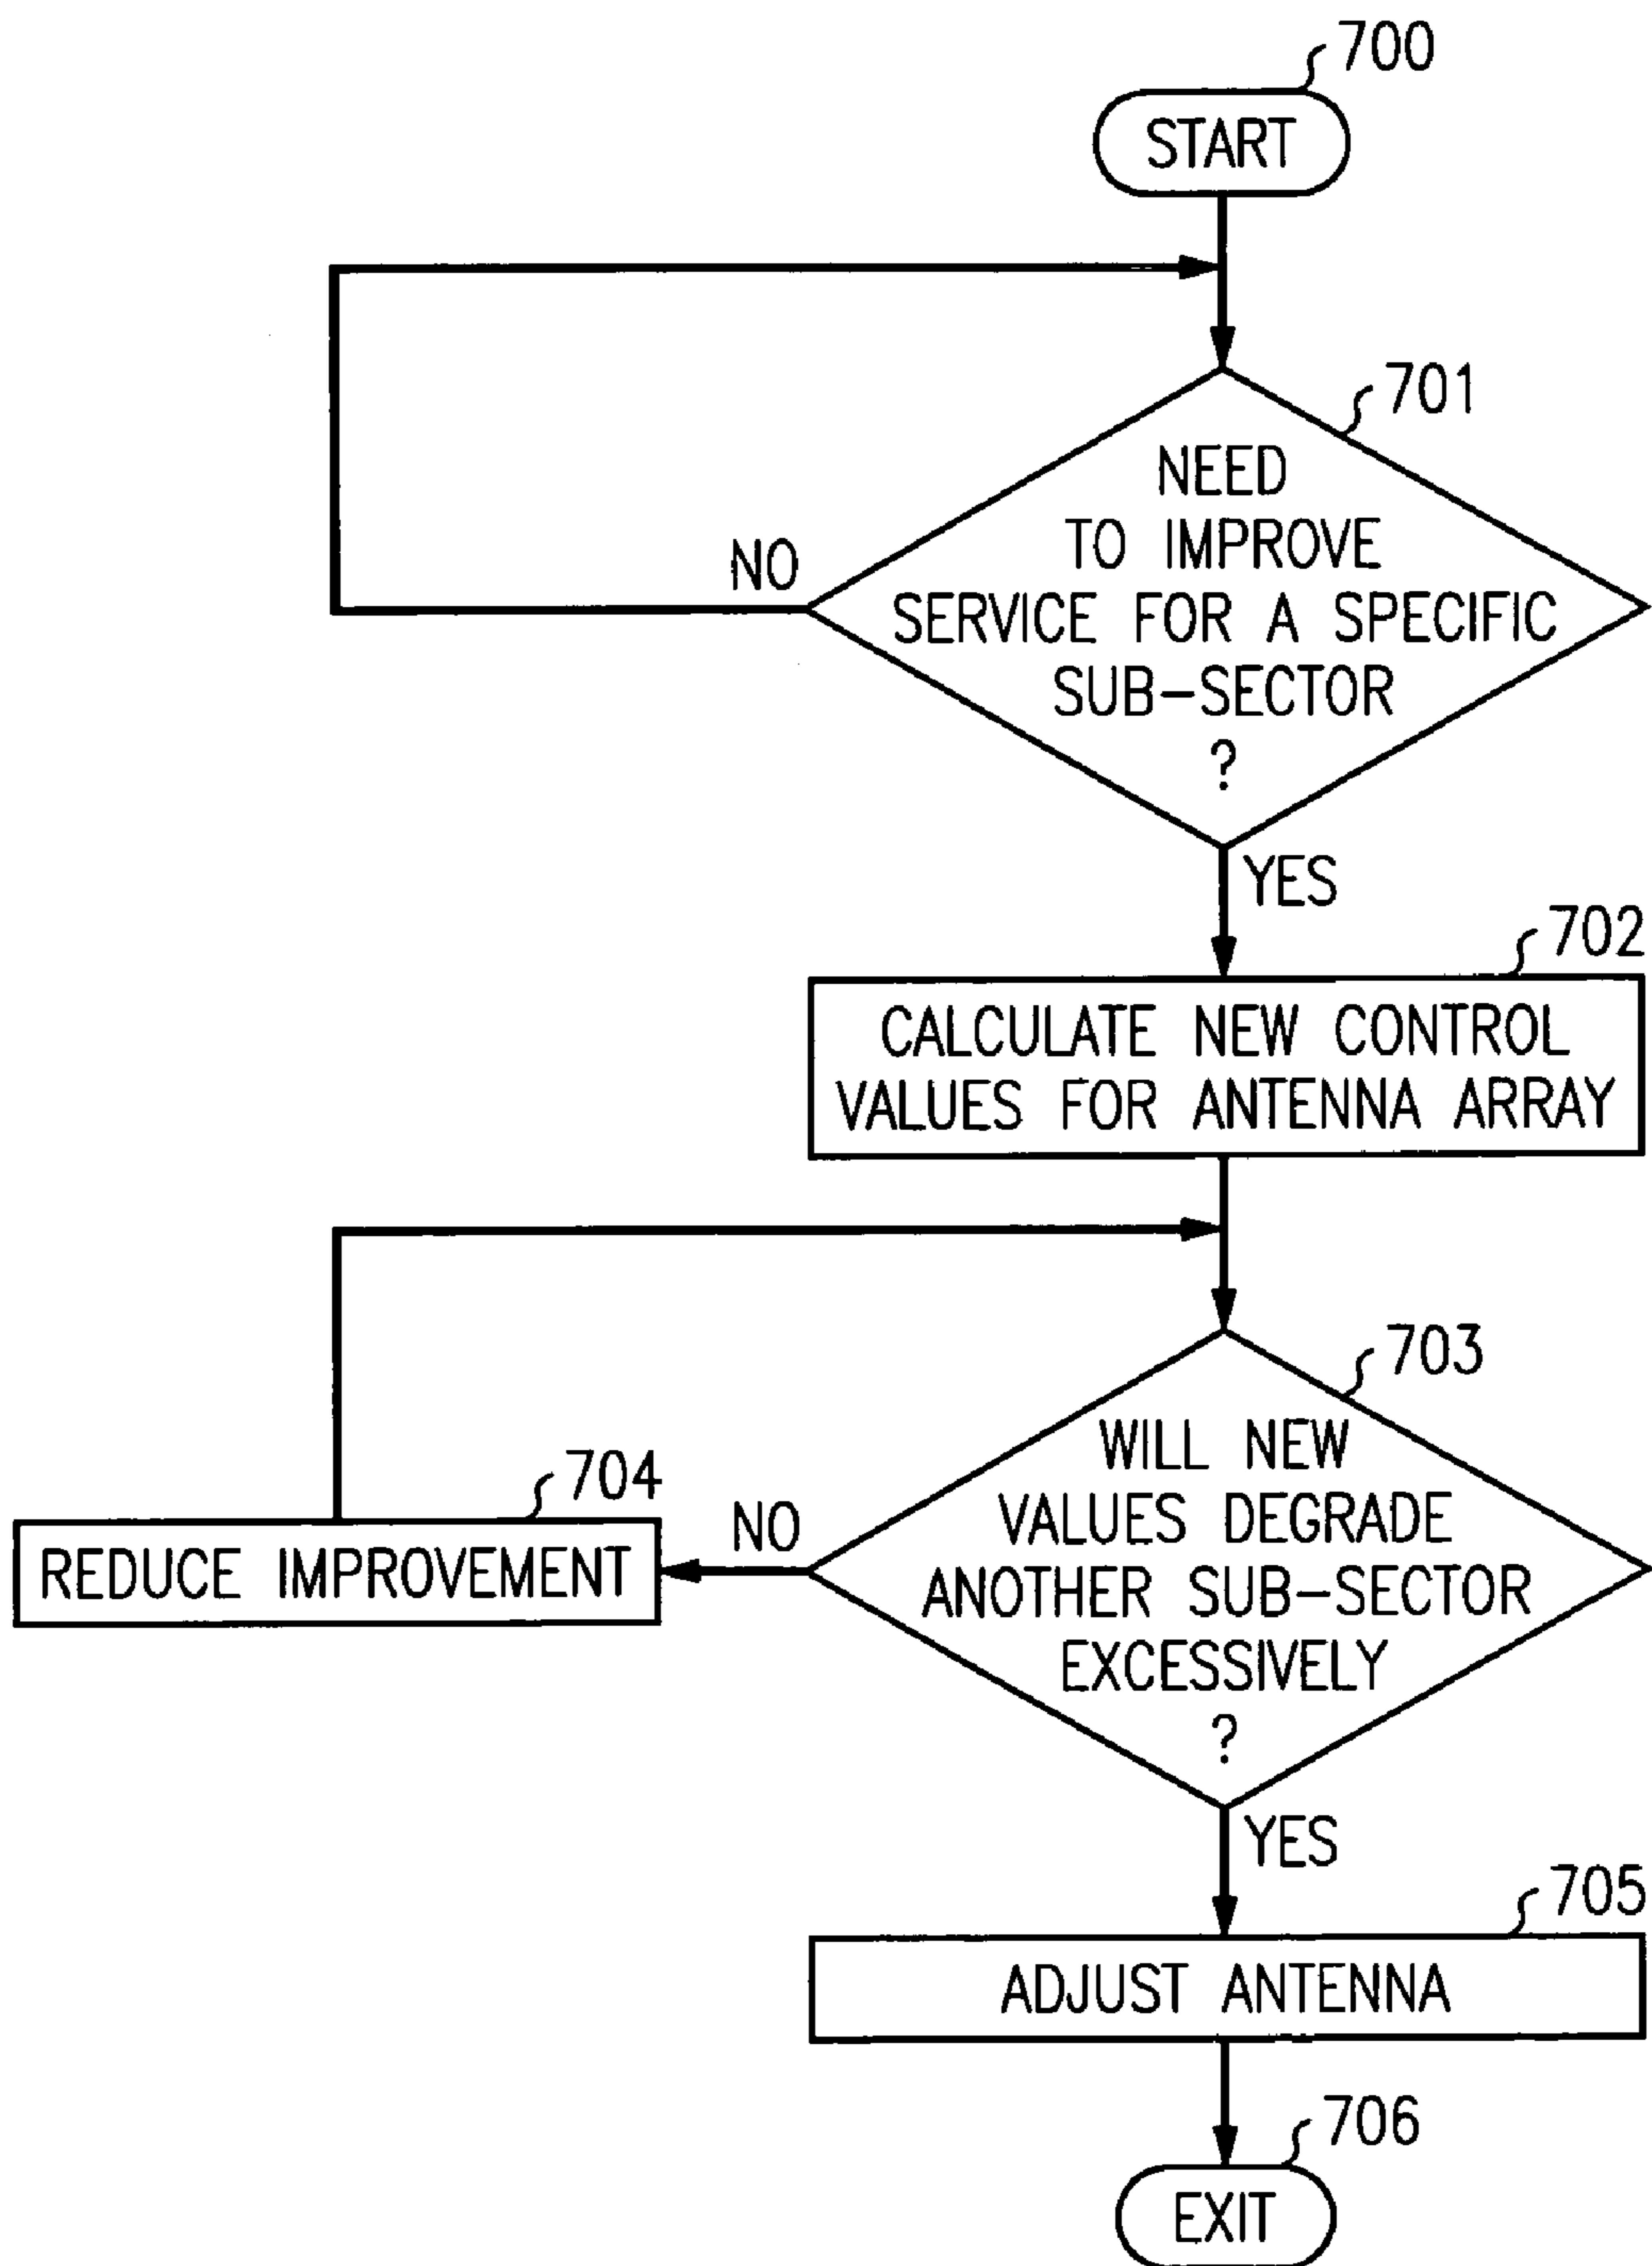 700
START
701
NEED
TO IMPROVE
SERVICE FOR A SPECIFIC
SUB-SECTOR
?
NO
YES
702
CALCULATE NEW CONTROL
VALUES FOR ANTENNA ARRAY
703
WILL NEW
VALUES DEGRADE
ANOTHER SUB-SECTOR
EXCESSIVELY
?
NO
704
REDUCE IMPROVEMENT
YES
705
ADJUST ANTENNA
706
EXIT